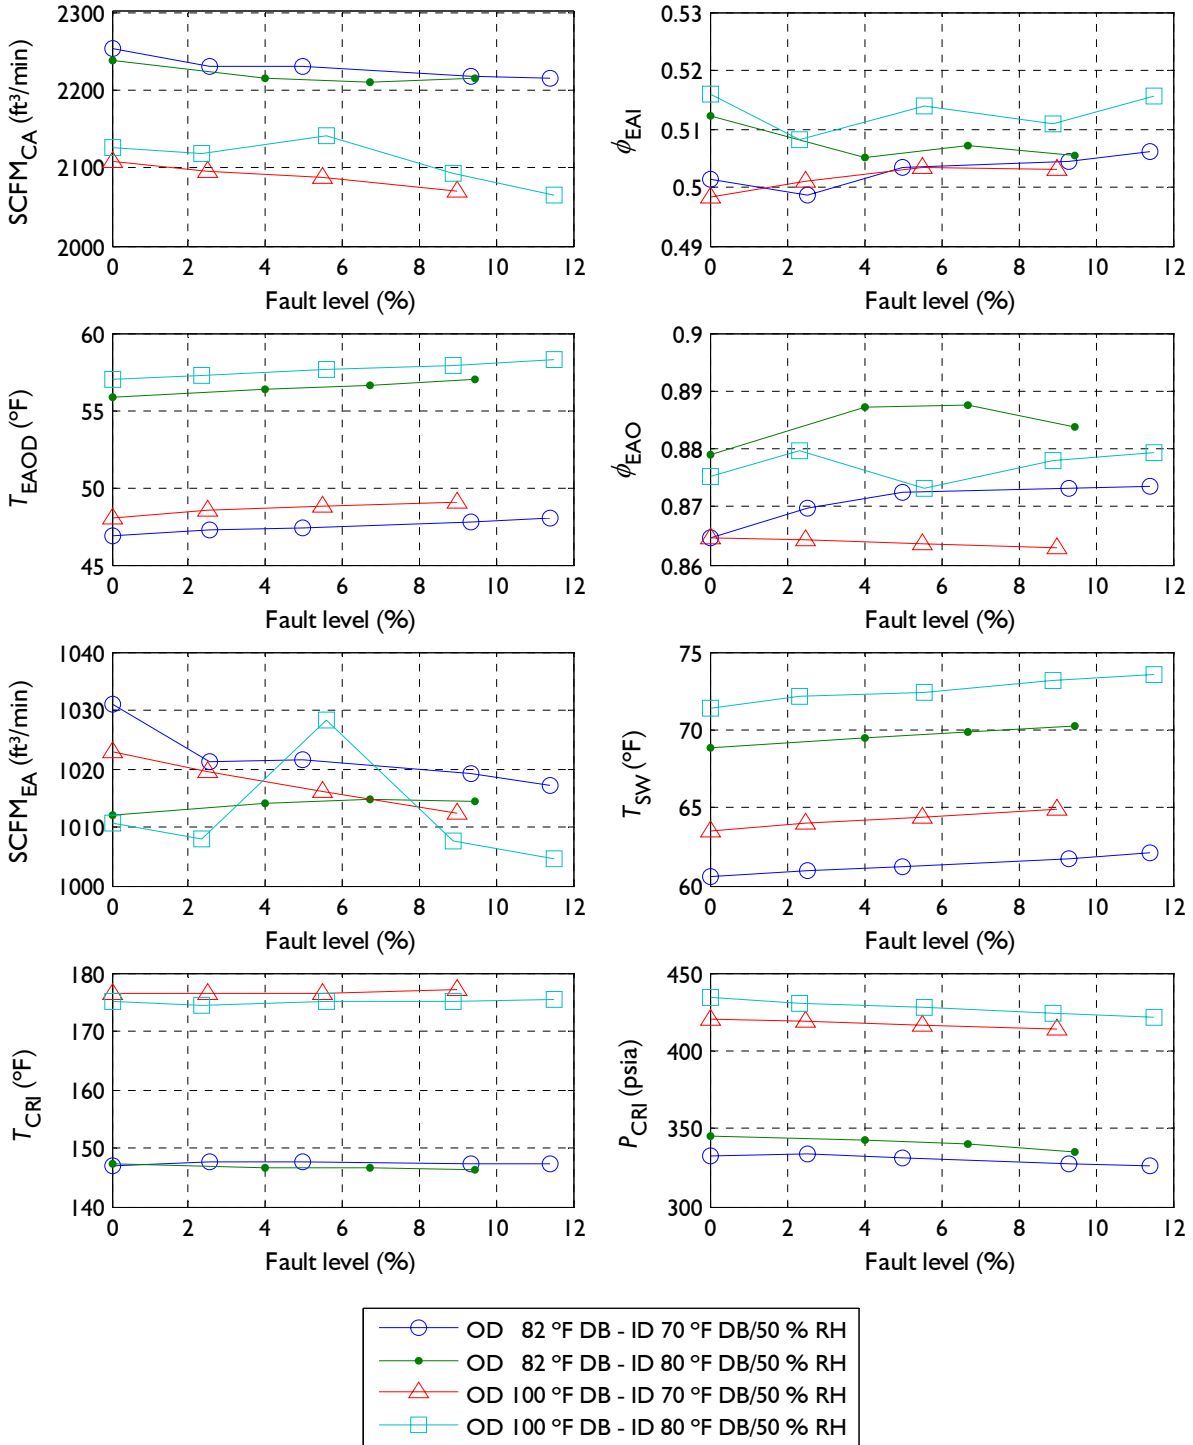 2300
2200
2100
2000
SCFM_CA (ft³/min)
0 2 4 6 8 10 12
Fault level (%)
0.53
0.52
0.51
0.5
0.49
ϕ_EAI
0 2 4 6 8 10 12
Fault level (%)
60
55
50
45
T_EAOD (°F)
0 2 4 6 8 10 12
Fault level (%)
0.9
0.89
0.88
0.87
0.86
ϕ_EAO
0 2 4 6 8 10 12
Fault level (%)
1040
1030
1020
1010
1000
SCFM_EA (ft³/min)
0 2 4 6 8 10 12
Fault level (%)
75
70
65
60
T_SW (°F)
0 2 4 6 8 10 12
Fault level (%)
180
170
160
150
140
T_CRI (°F)
0 2 4 6 8 10 12
Fault level (%)
450
400
350
300
P_CRI (psia)
0 2 4 6 8 10 12
Fault level (%)
OD 82 °F DB - ID 70 °F DB/50 % RH
OD 82 °F DB - ID 80 °F DB/50 % RH
OD 100 °F DB - ID 70 °F DB/50 % RH
OD 100 °F DB - ID 80 °F DB/50 % RH